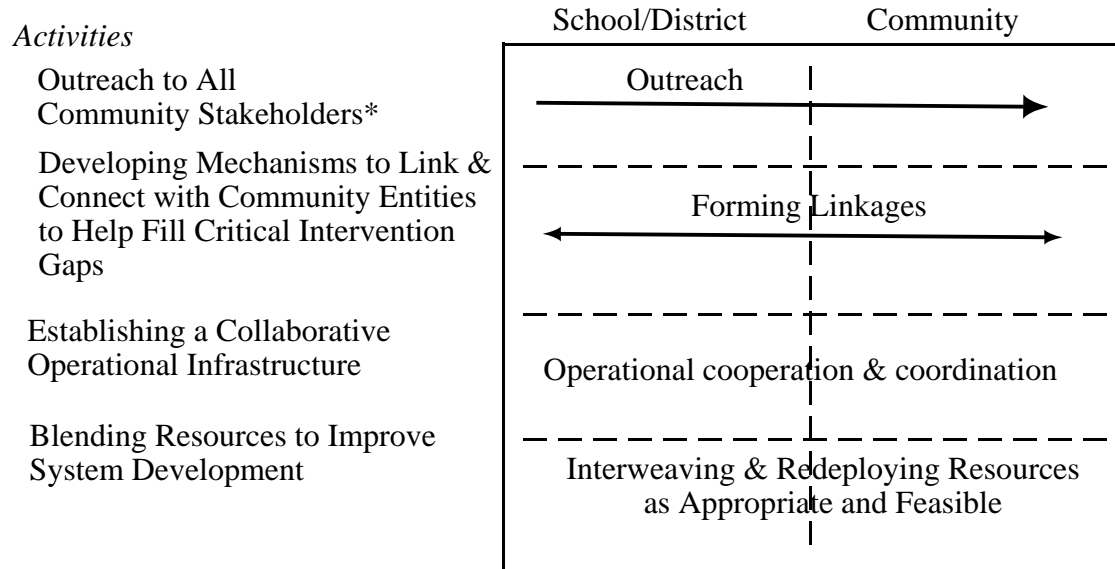 School/District
Community
Activities
Outreach to All
Community Stakeholders*
Outreach
Developing Mechanisms to Link &
Connect with Community Entities
to Help Fill Critical Intervention
Gaps
Forming Linkages
Establishing a Collaborative
Operational Infrastructure
Operational cooperation & coordination
Blending Resources to Improve
System Development
Interweaving & Redeploying Resources
as Appropriate and Feasible